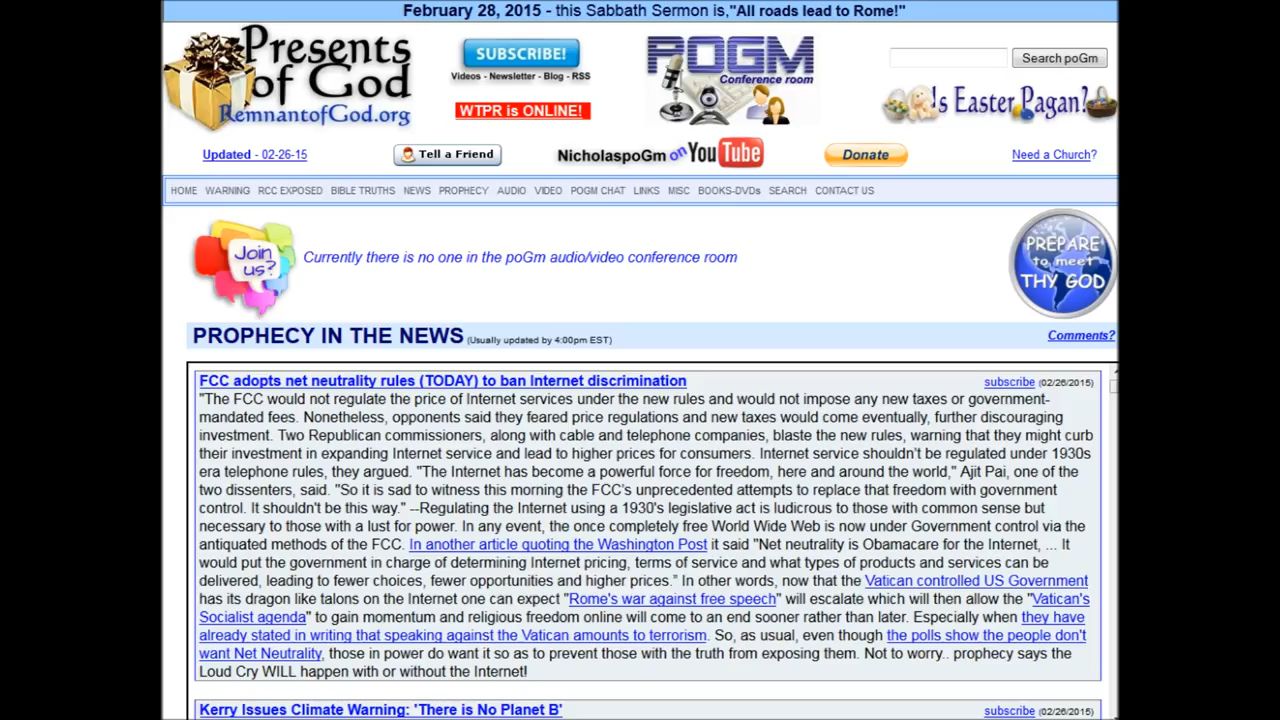 February 28, 2015 - this Sabbath Sermon is,"All roads lead to Rome!"
Presents of God
RemnantofGod.org
SUBSCRIBE!
Videos - Newsletter - Blog - RSS
WTPR is ONLINE!
POGM
Conference room
Search poGm
Is Easter Pagan?
Updated - 02-26-15
Tell a Friend
NicholaspoGm on YouTube
Donate
Need a Church?
HOME WARNING RCC EXPOSED BIBLE TRUTHS NEWS PROPHECY AUDIO VIDEO POGM CHAT LINKS MISC BOOKS-DVDs SEARCH CONTACT US
Join us?
Currently there is no one in the poGm audio/video conference room
PREPARE
to meet
THY GOD
PROPHECY IN THE NEWS (Usually updated by 4:00pm EST)
Comments?
FCC adopts net neutrality rules (TODAY) to ban Internet discrimination
subscribe (02/26/2015)
"The FCC would not regulate the price of Internet services under the new rules and would not impose any new taxes or government-
mandated fees. Nonetheless, opponents said they feared price regulations and new taxes would come eventually, further discouraging
investment. Two Republican commissioners, along with cable and telephone companies, blaste the new rules, warning that they might curb
their investment in expanding Internet service and lead to higher prices for consumers. Internet service shouldn't be regulated under 1930s
era telephone rules, they argued. "The Internet has become a powerful force for freedom, here and around the world," Ajit Pai, one of the
two dissenters, said. "So it is sad to witness this morning the FCC's unprecedented attempts to replace that freedom with government
control. It shouldn't be this way." --Regulating the Internet using a 1930's legislative act is ludicrous to those with common sense but
necessary to those with a lust for power. In any event, the once completely free World Wide Web is now under Government control via the
antiquated methods of the FCC. In another article quoting the Washington Post it said "Net neutrality is Obamacare for the Internet, ... It
would put the government in charge of determining Internet pricing, terms of service and what types of products and services can be
delivered, leading to fewer choices, fewer opportunities and higher prices." In other words, now that the Vatican controlled US Government
has its dragon like talons on the Internet one can expect "Rome's war against free speech" will escalate which will then allow the "Vatican's
Socialist agenda" to gain momentum and religious freedom online will come to an end sooner rather than later. Especially when they have
already stated in writing that speaking against the Vatican amounts to terrorism. So, as usual, even though the polls show the people don't
want Net Neutrality, those in power do want it so as to prevent those with the truth from exposing them. Not to worry.. prophecy says the
Loud Cry WILL happen with or without the Internet!
Kerry Issues Climate Warning: 'There is No Planet B'
subscribe (02/26/2015)